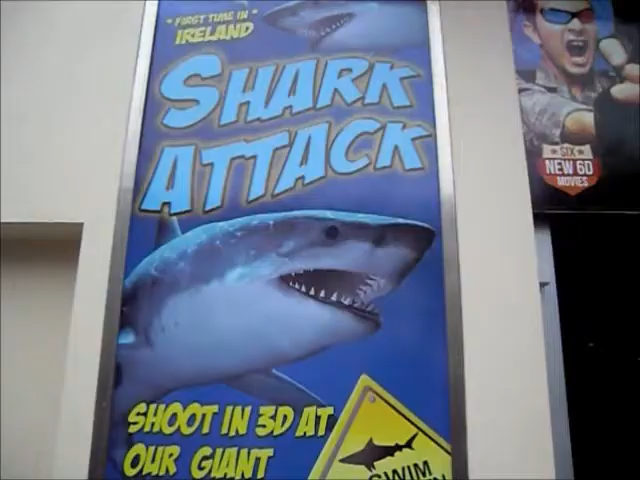 " FIRST TIME IN "
IRELAND
SHARK
ATTACK
SHOOT IN 3D AT
OUR GIANT
SWIM
SIX
NEW 6D
MOVIES